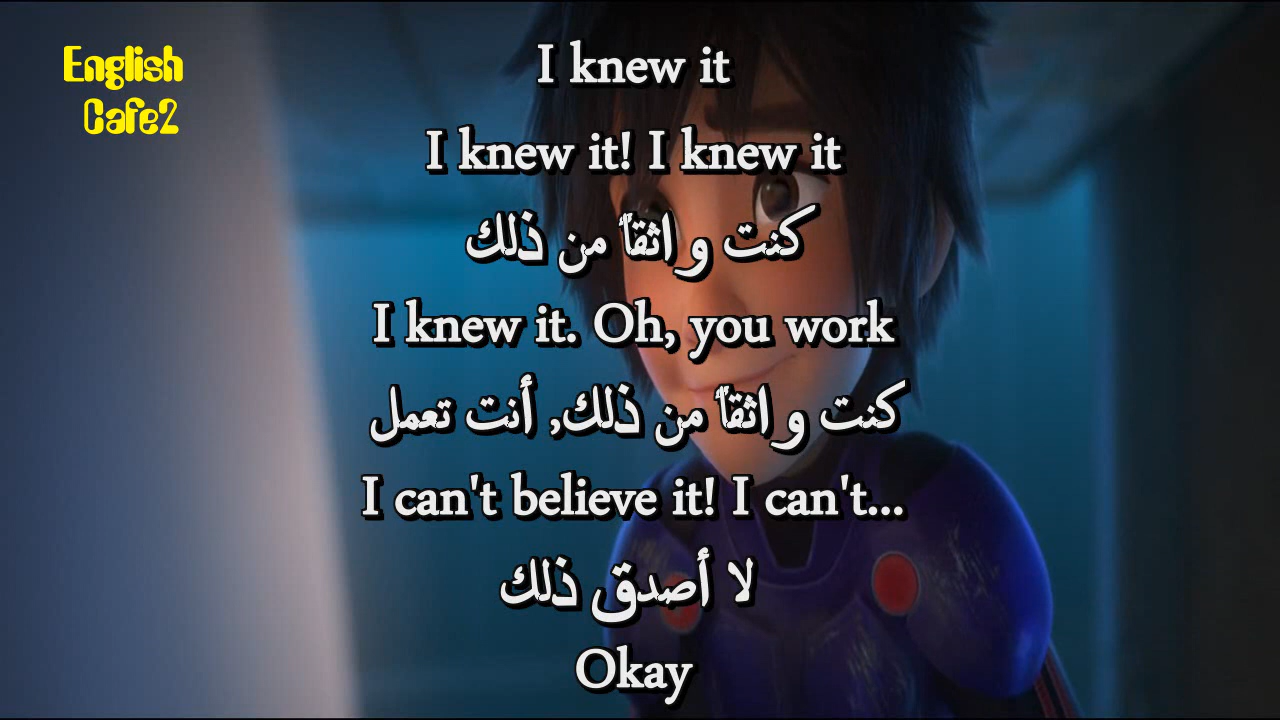 English
Cafe2
I knew it
I knew it! I knew it
كنت واثقاً من ذلك
I knew it. Oh, you work
كنت واثقاً من ذلك, أنت تعمل
I can't believe it! I can't...
لا أصدق ذلك
Okay